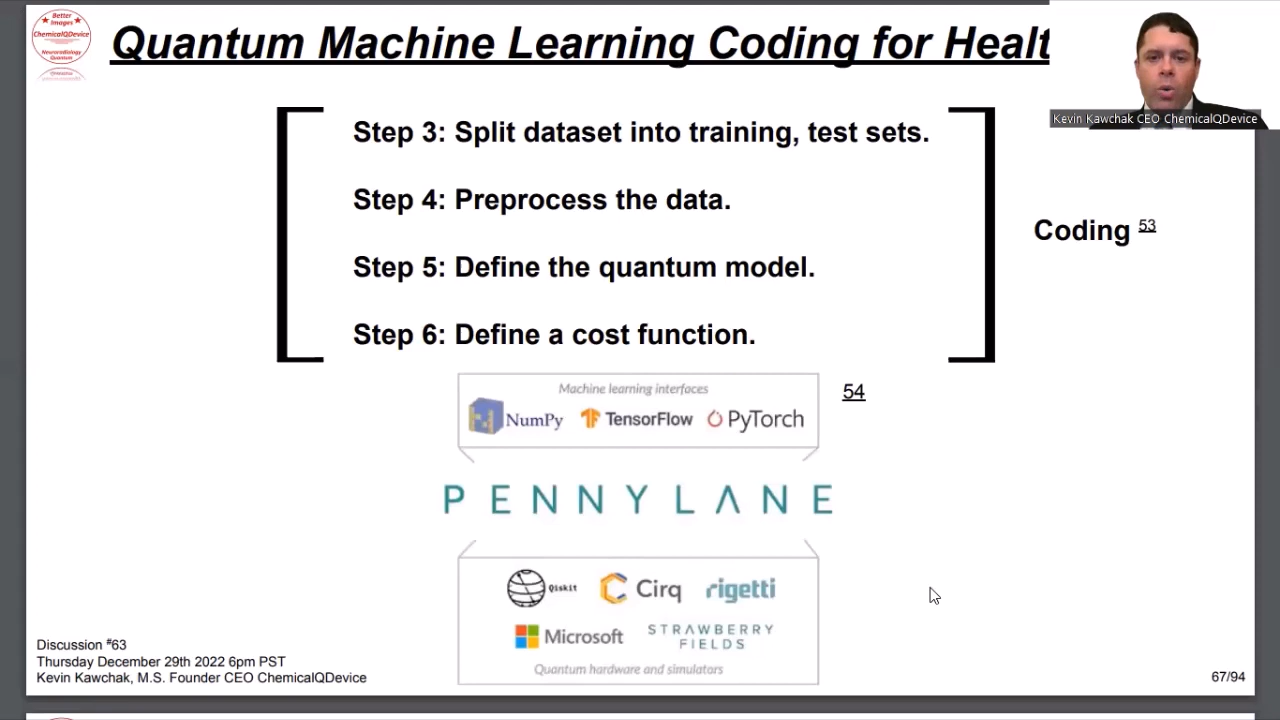 Better
Images
ChemicalQDevice
Neuroradiology
Quantum
Quantum Machine Learning Coding for Healt
Kevin Kawchak CEO ChemicalQDevice
Step 3: Split dataset into training, test sets.
Step 4: Preprocess the data.
Step 5: Define the quantum model.
Step 6: Define a cost function.
Coding 53
Machine learning interfaces
54
NumPy TensorFlow PyTorch
PENNYLANE
Qiskit Cirq rigetti
Microsoft STRAWBERRY FIELDS
Quantum hardware and simulators
Discussion #63
Thursday December 29th 2022 6pm PST
Kevin Kawchak, M.S. Founder CEO ChemicalQDevice
67/94